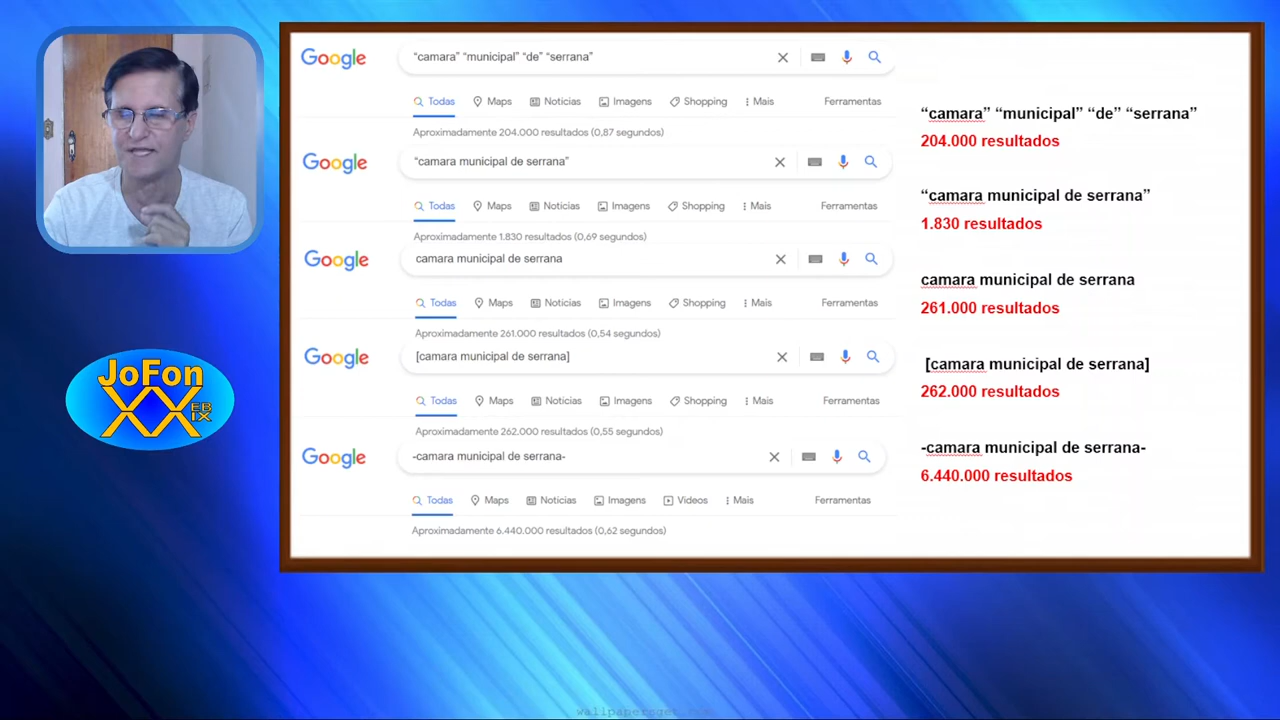 Google
“camara” “municipal” “de” “serrana”
Todas Maps Notícias Imagens Shopping Mais Ferramentas
Aproximadamente 204.000 resultados (0,87 segundos)
Google
“camara municipal de serrana”
Todas Maps Notícias Imagens Shopping Mais Ferramentas
Aproximadamente 1.830 resultados (0,69 segundos)
Google
camara municipal de serrana
Todas Maps Notícias Imagens Shopping Mais Ferramentas
Aproximadamente 261.000 resultados (0,54 segundos)
Google
[camara municipal de serrana]
Todas Maps Notícias Imagens Shopping Mais Ferramentas
Aproximadamente 262.000 resultados (0,55 segundos)
Google
-camara municipal de serrana-
Todas Maps Notícias Imagens Vídeos Mais Ferramentas
Aproximadamente 6.440.000 resultados (0,62 segundos)
“camara” “municipal” “de” “serrana”
204.000 resultados
“camara municipal de serrana”
1.830 resultados
camara municipal de serrana
261.000 resultados
[camara municipal de serrana]
262.000 resultados
-camara municipal de serrana-
6.440.000 resultados
JoFon
EB
IX